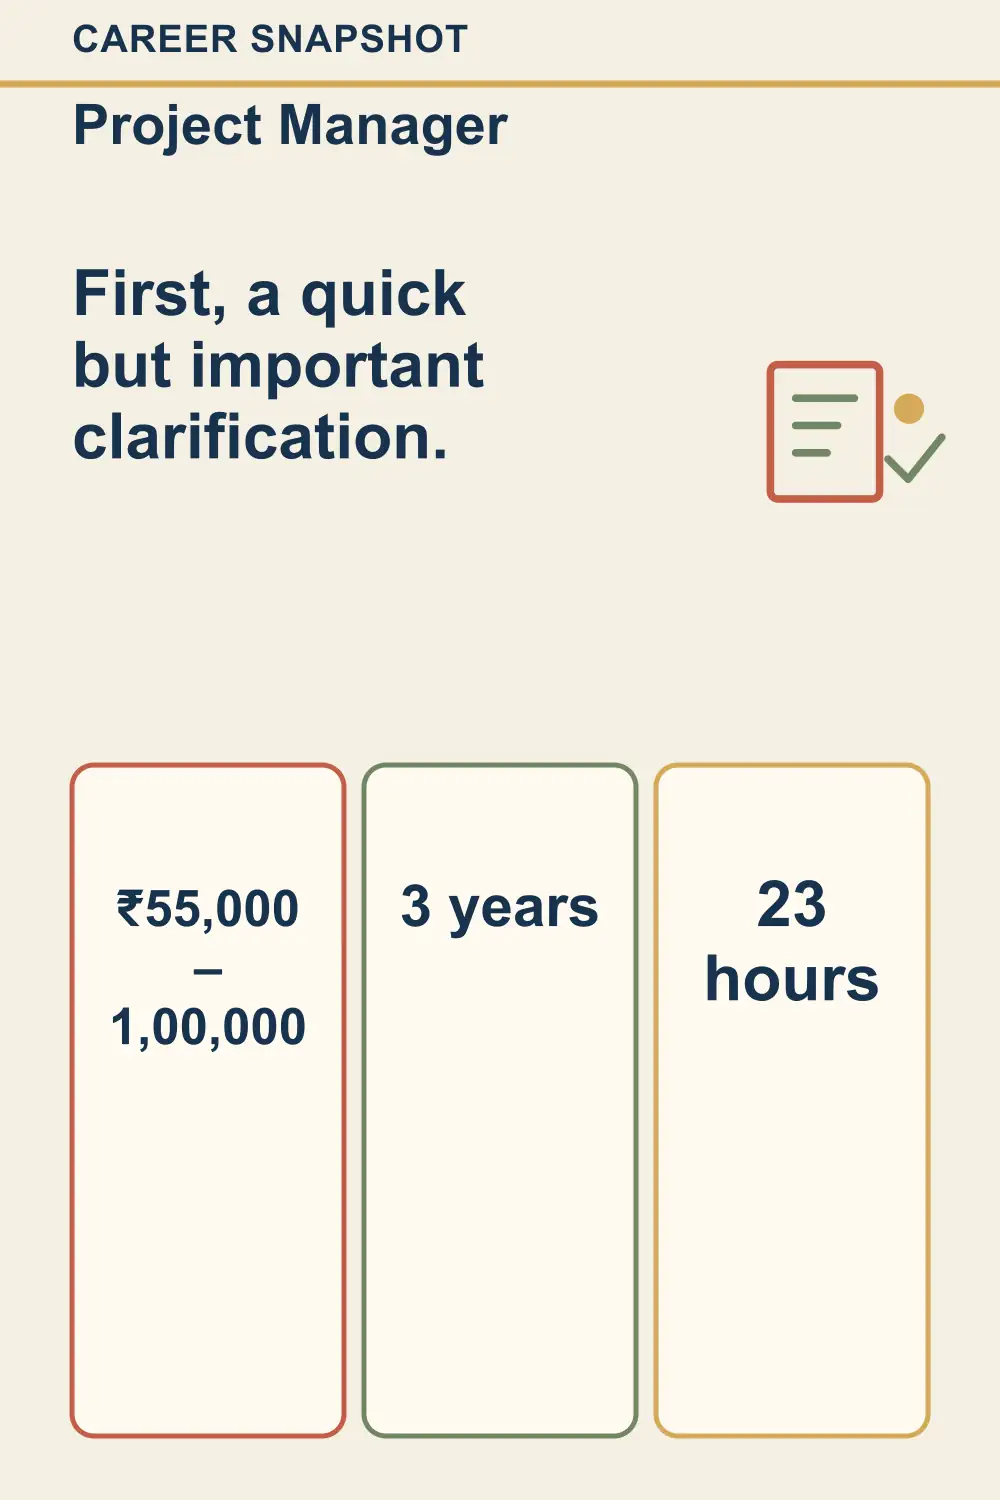 CAREER SNAPSHOT
Project Manager
First, a quick
but important
clarification.
₹55,000
–
1,00,000
3 years
23
hours